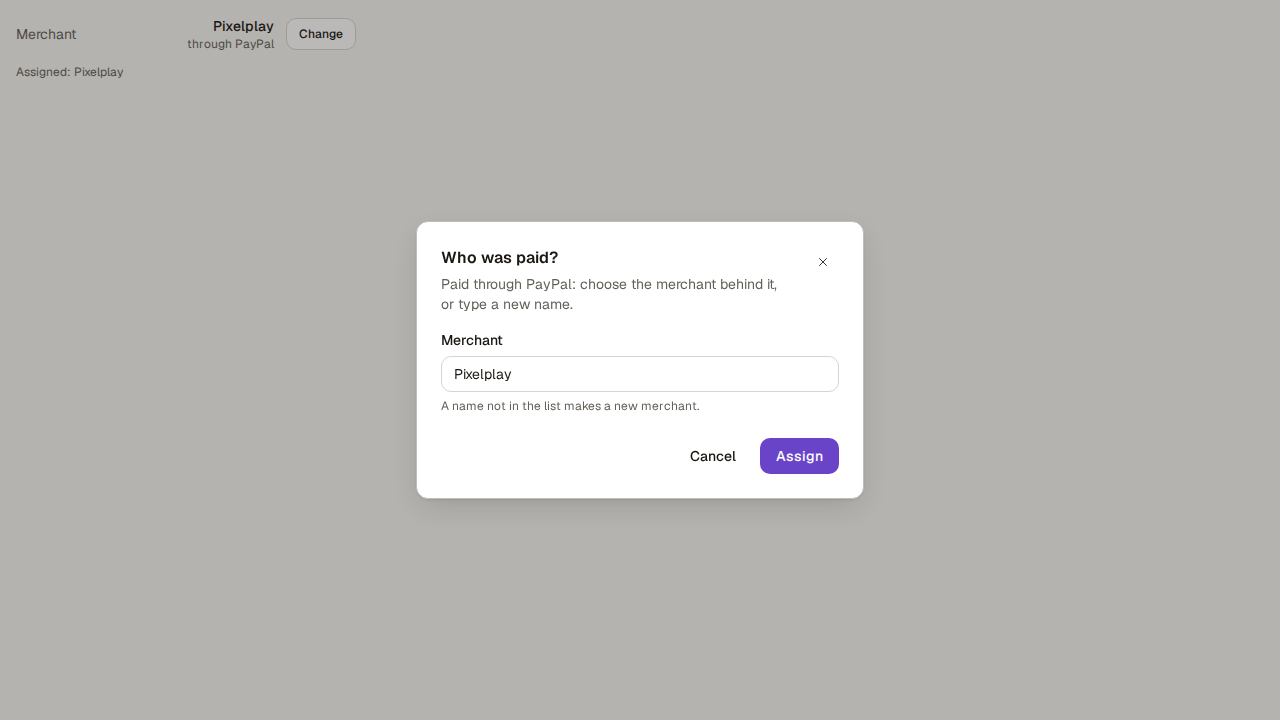 Merchant
Pixelplay
through PayPal
Change
Assigned: Pixelplay
Who was paid?
Paid through PayPal: choose the merchant behind it,
or type a new name.
Merchant
Pixelplay
A name not in the list makes a new merchant.
Cancel
Assign